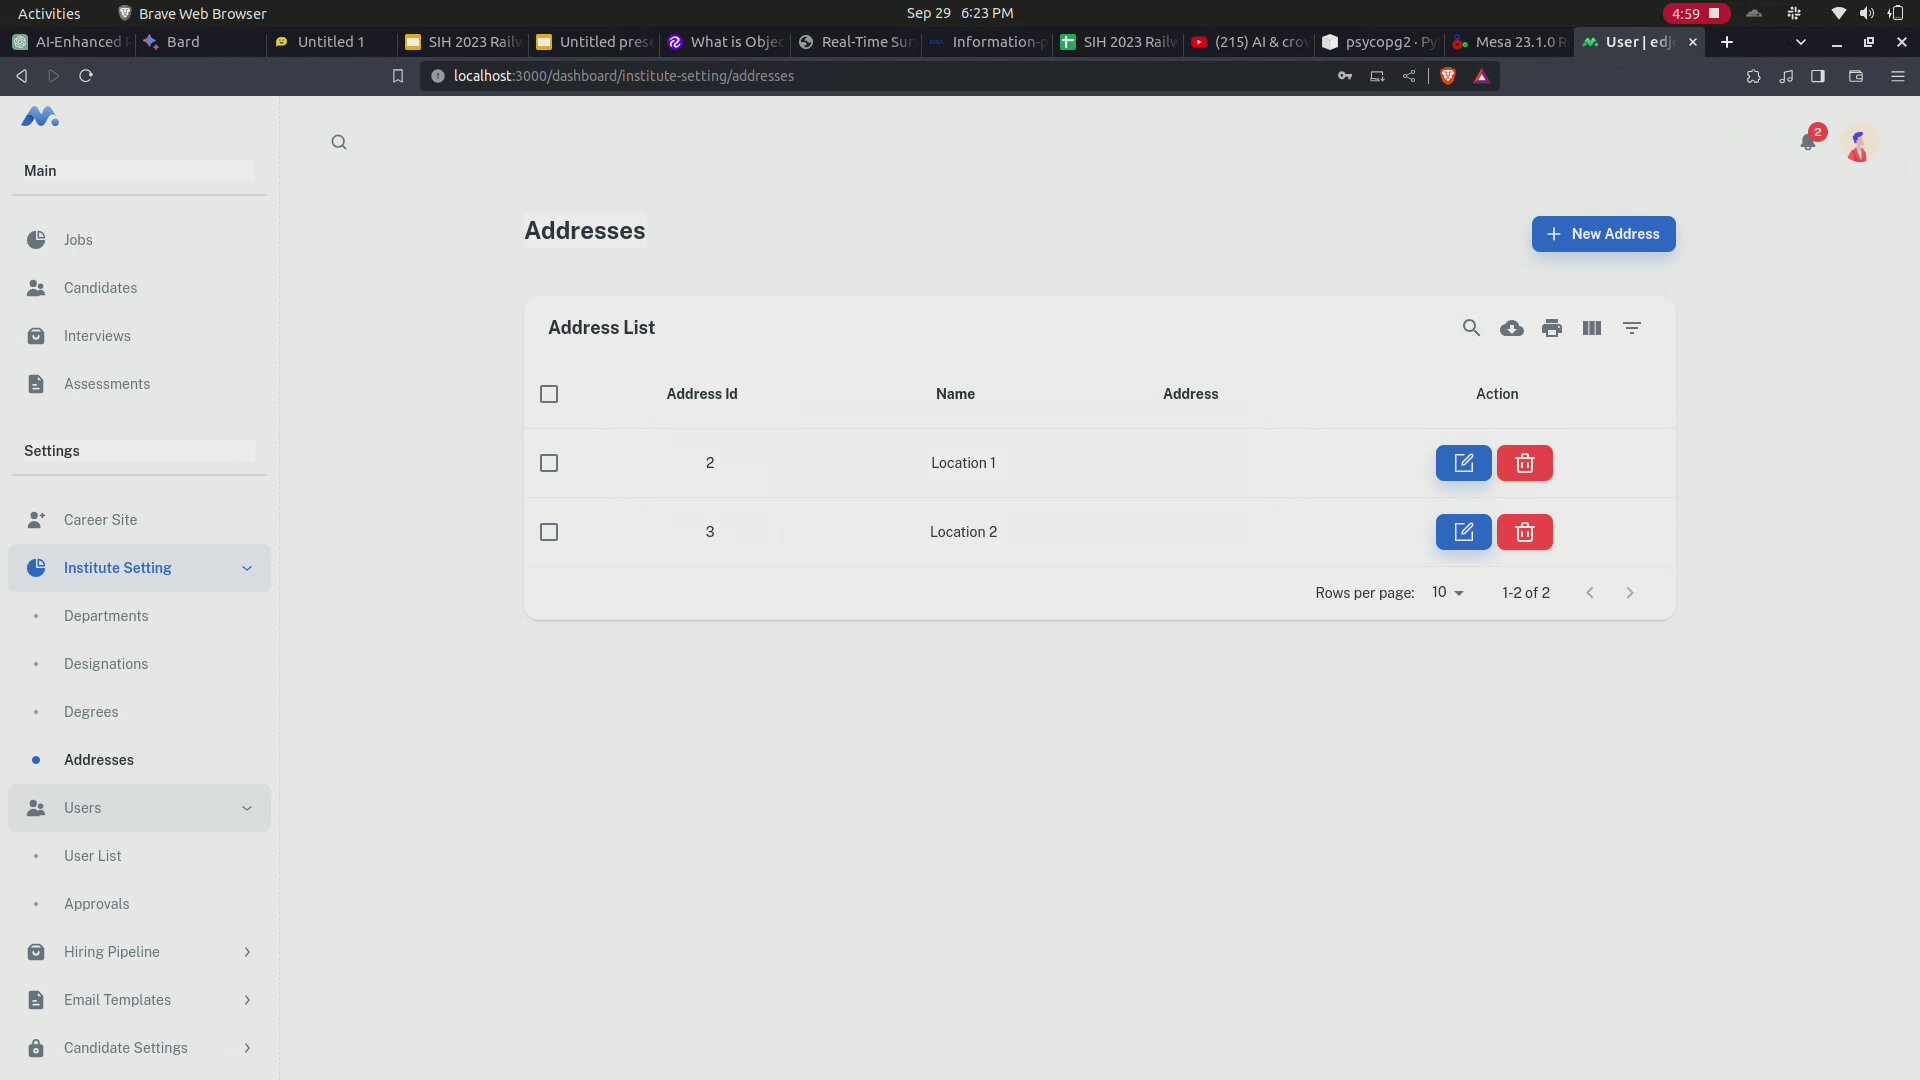 Activities
Brave Web Browser
Sep 29 6:23 PM
4:59
AI-Enhanced
Bard
Untitled 1
SIH 2023 Railw
Untitled prese
What is Objec
Real-Time Sur
Information-p
SIH 2023 Railw
(215) AI & crow
psycopg2 · Py
Mesa 23.1.0 R
User | edjo
localhost:3000/dashboard/institute-setting/addresses
2
Main
Jobs
Candidates
Interviews
Assessments
Settings
Career Site
Institute Setting
Departments
Designations
Degrees
Addresses
Users
User List
Approvals
Hiring Pipeline
Email Templates
Candidate Settings
Addresses
New Address
Address List
Address Id Name Address Action
2 Location 1
3 Location 2
Rows per page: 10 1-2 of 2